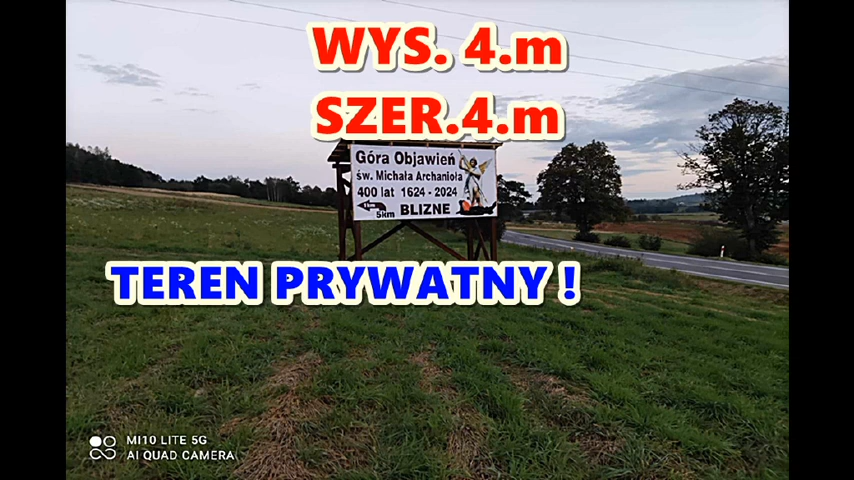 WYS. 4.m
SZER.4.m
Góra Objawień
św. Michała Archanioła
400 lat 1624 - 2024
5km BLIZNE
TEREN PRYWATNY !
MI10 LITE 5G
AI QUAD CAMERA